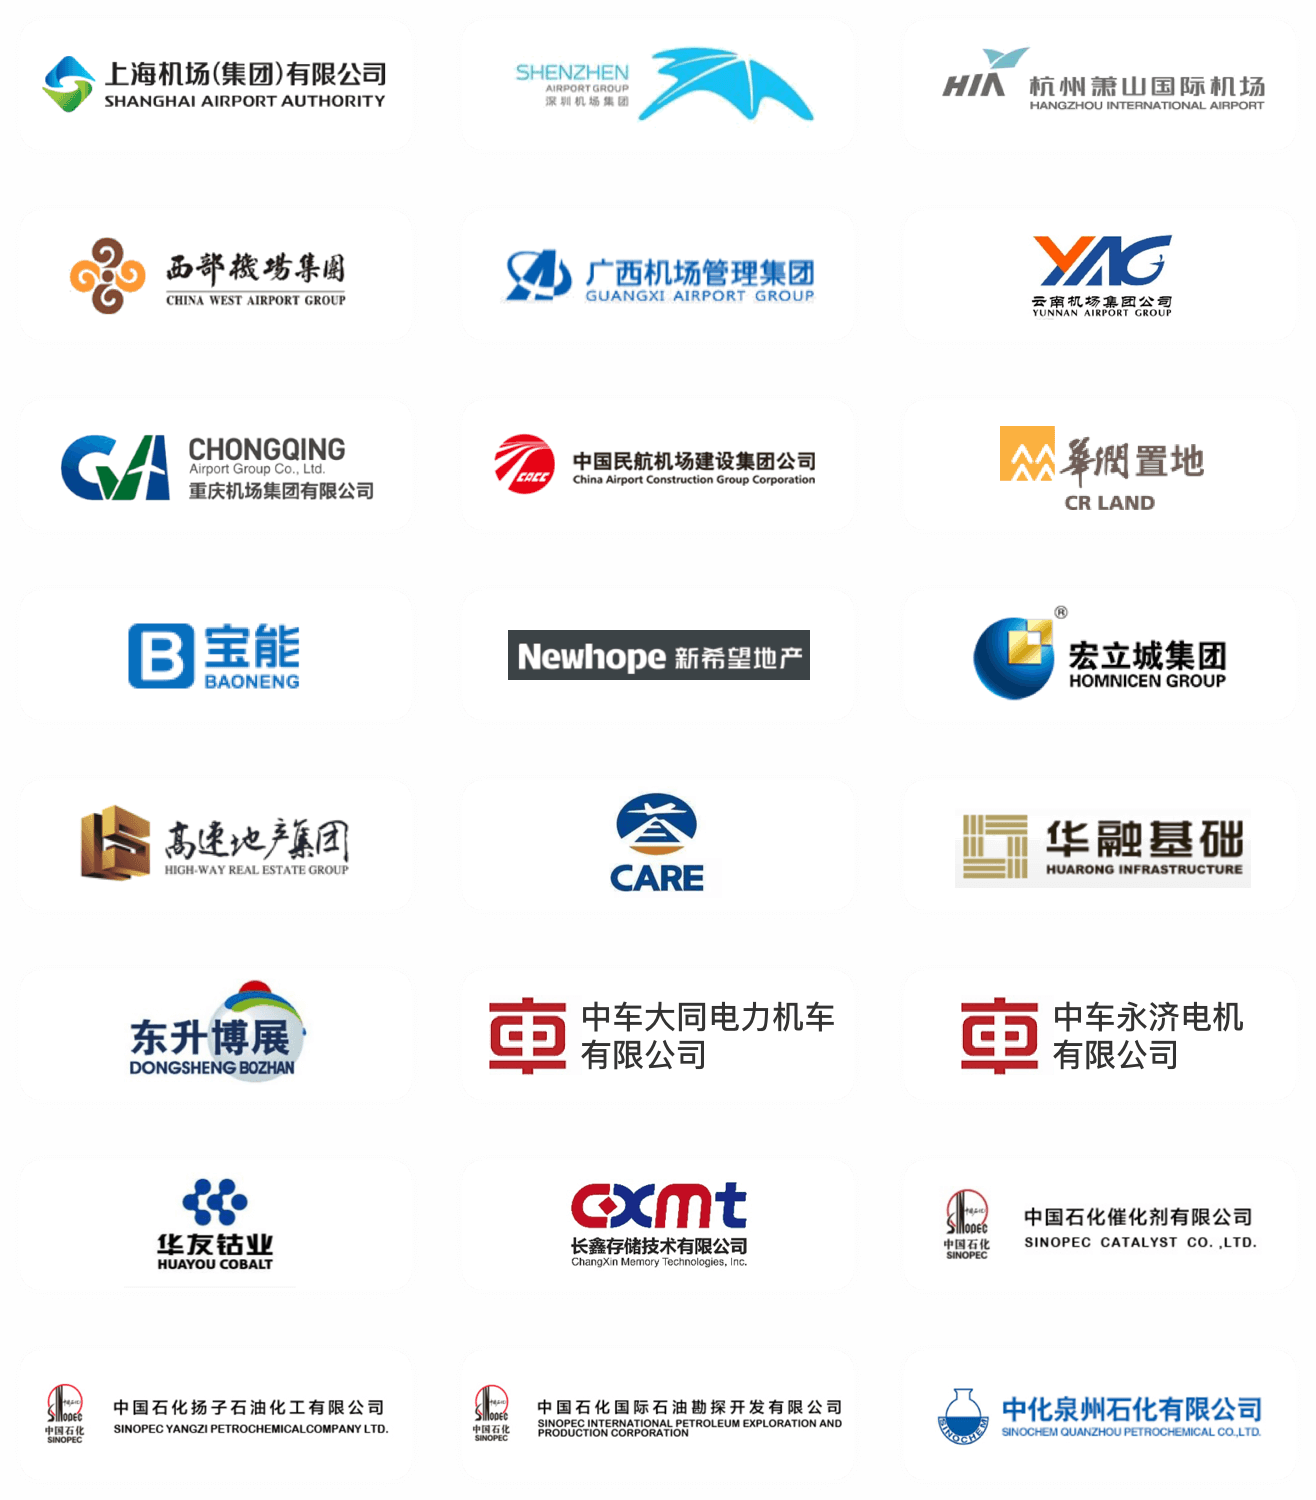 上海机场(集团)有限公司
SHANGHAI AIRPORT AUTHORITY
SHENZHEN
AIRPORT GROUP
深圳机场集团
HIA
杭州萧山国际机场
HANGZHOU INTERNATIONAL AIRPORT
西部機場集團
CHINA WEST AIRPORT GROUP
广西机场管理集团
GUANGXI AIRPORT GROUP
YAG
云南机场集团公司
YUNNAN AIRPORT GROUP
CHONGQING
Airport Group Co., Ltd.
重庆机场集团有限公司
CACC
中国民航机场建设集团公司
China Airport Construction Group Corporation
華潤置地
CR LAND
B
宝能
BAONENG
Newhope 新希望地产
®
宏立城集团
HOMNICEN GROUP
高速地产集团
HIGH-WAY REAL ESTATE GROUP
CARE
华融基础
HUARONG INFRASTRUCTURE
东升博展
DONGSHENG BOZHAN
中车大同电力机车
有限公司
中车永济电机
有限公司
华友钴业
HUAYOU COBALT
cxmt
长鑫存储技术有限公司
ChangXin Memory Technologies, Inc.
SINOPEC
中国石化
SINOPEC
中国石化催化剂有限公司
SINOPEC CATALYST CO. ,LTD.
SINOPEC
中国石化
SINOPEC
中国石化扬子石油化工有限公司
SINOPEC YANGZI PETROCHEMICALCOMPANY LTD.
SINOPEC
中国石化
SINOPEC
中国石化国际石油勘探开发有限公司
SINOPEC INTERNATIONAL PETROLEUM EXPLORATION AND
PRODUCTION CORPORATION
SINOCHEM
中化泉州石化有限公司
SINOCHEM QUANZHOU PETROCHEMICAL CO.,LTD.